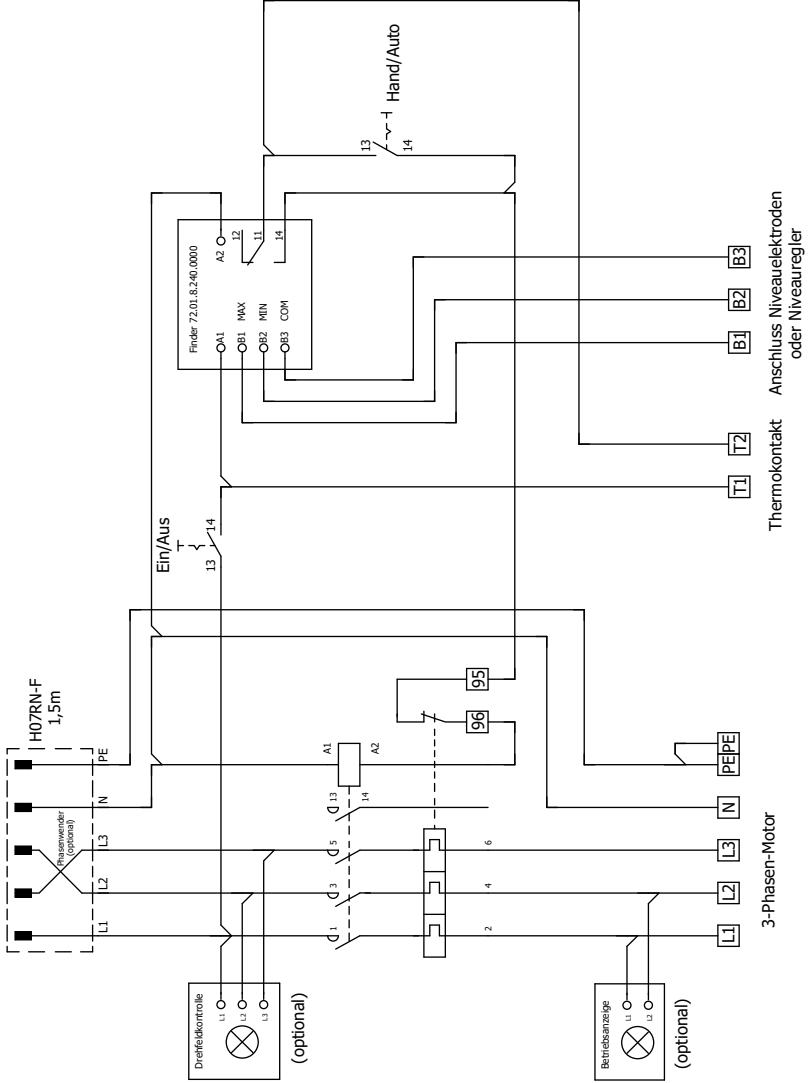 H07RN-F
1,5m
Phasenwender
(optional)
L1
L2
L3
N
PE
Drehfeldkontrolle
L1
L2
L3
(optional)
Ein/Aus
13
14
Finder 72.01.8.240.0000
A1
A2
B1 MAX
B2 MIN
B3 COM
12
11
14
Hand/Auto
13
14
1
3
5
13
14
A1
A2
2
4
6
96
95
Betriebsanzeige
L1
L2
(optional)
L1
L2
L3
N
PE
PE
T1
T2
B1
B2
B3
3-Phasen-Motor
Thermokontakt
Anschluss Niveauelektroden
oder Niveauregler